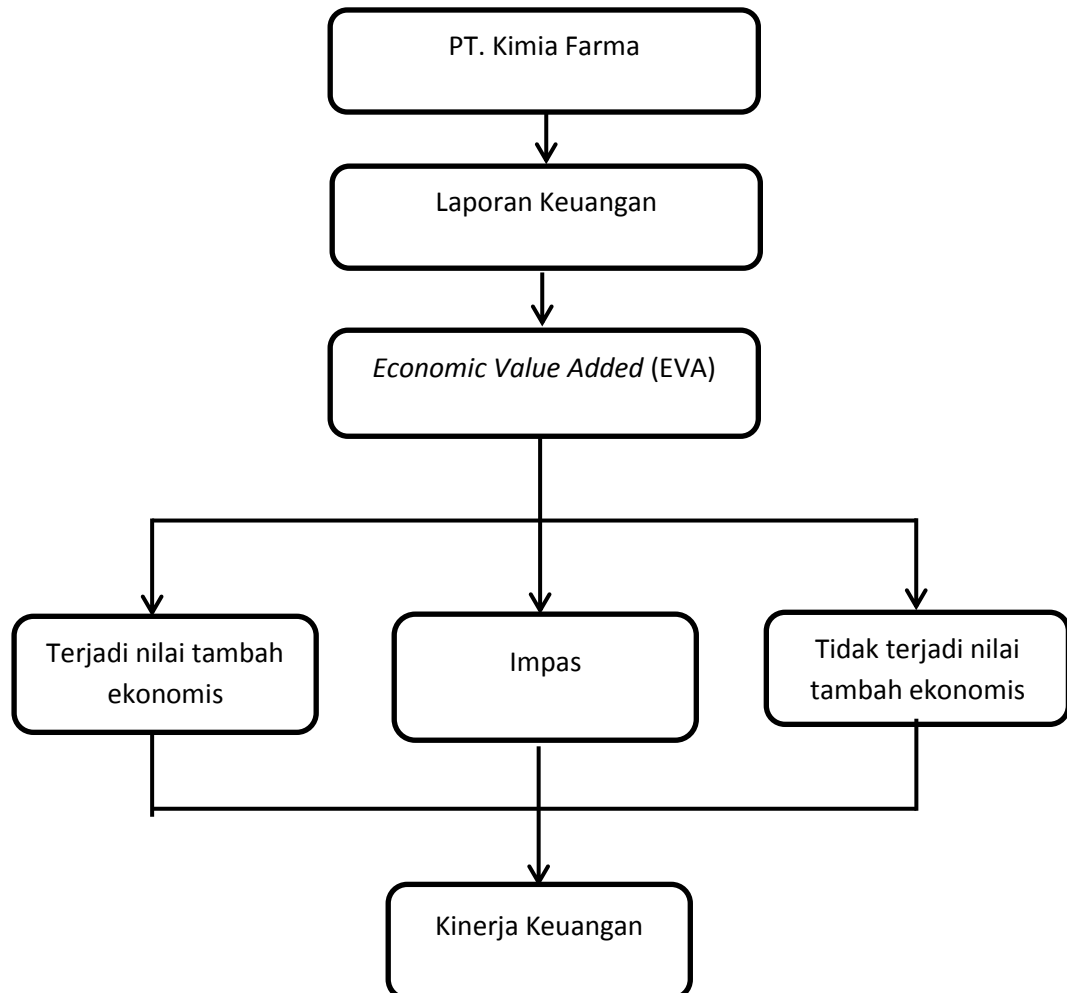 PT. Kimia Farma
Laporan Keuangan
Economic Value Added (EVA)
Terjadi nilai tambah
ekonomis
Impas
Tidak terjadi nilai
tambah ekonomis
Kinerja Keuangan